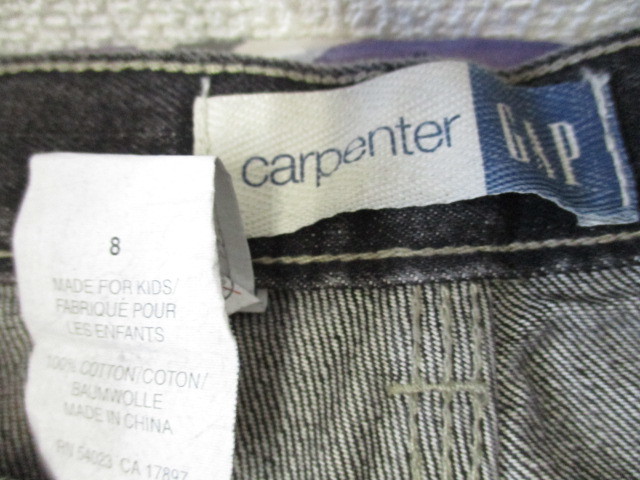 carpenter GAP
8
MADE FOR KIDS/
FABRIQUÉ POUR
LES ENFANTS
100% COTTON/COTON/
BAUMWOLLE
MADE IN CHINA
RN 54023 CA 17897